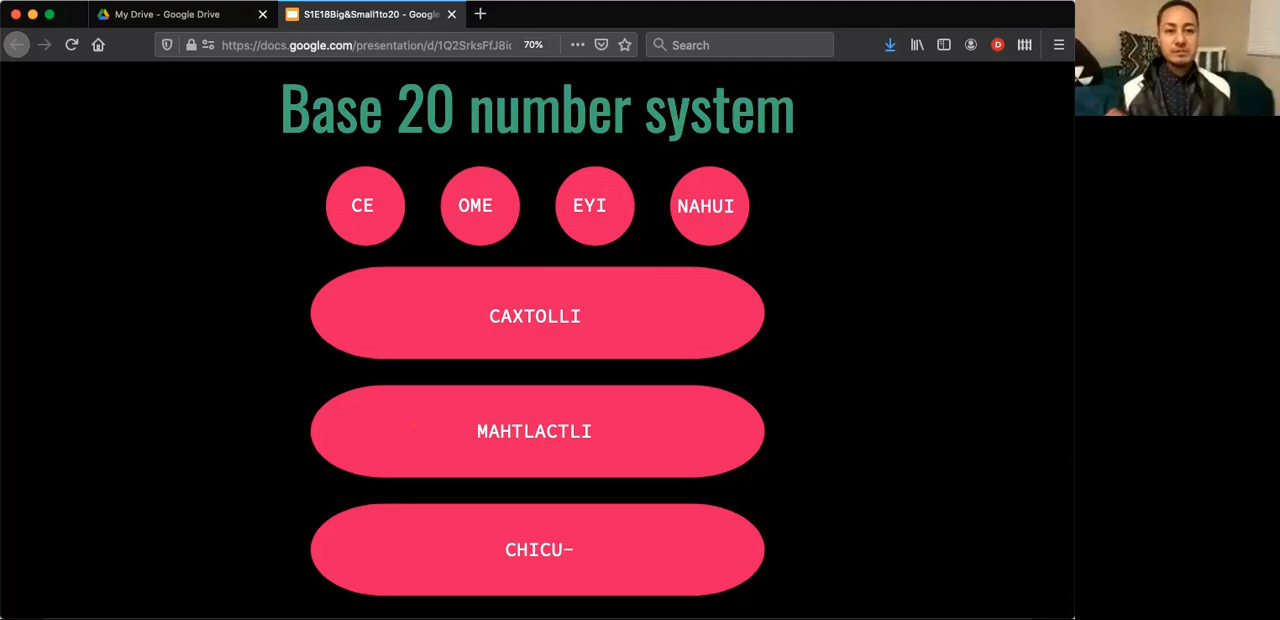 My Drive - Google Drive
S1E18Big&Small1to20 - Google
https://docs.google.com/presentation/d/1Q2SrksFfJ8ic
70%
Search
D
Base 20 number system
CE
OME
EYI
NAHUI
CAXTOLLI
MAHTLACTLI
CHICU-